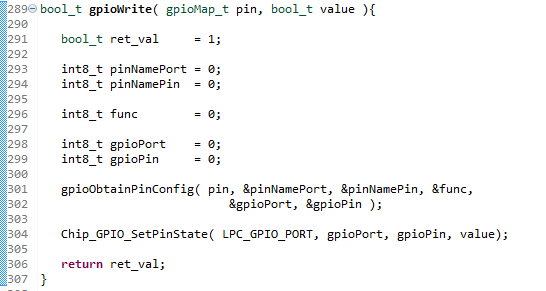 289 bool_t gpioWrite( gpioMap_t pin, bool_t value ){
290
291    bool_t ret_val     = 1;
292
293    int8_t pinNamePort = 0;
294    int8_t pinNamePin  = 0;
295
296    int8_t func        = 0;
297
298    int8_t gpioPort    = 0;
299    int8_t gpioPin     = 0;
300
301    gpioObtainPinConfig( pin, &pinNamePort, &pinNamePin, &func,
302                            &gpioPort, &gpioPin );
303
304    Chip_GPIO_SetPinState( LPC_GPIO_PORT, gpioPort, gpioPin, value);
305
306    return ret_val;
307 }